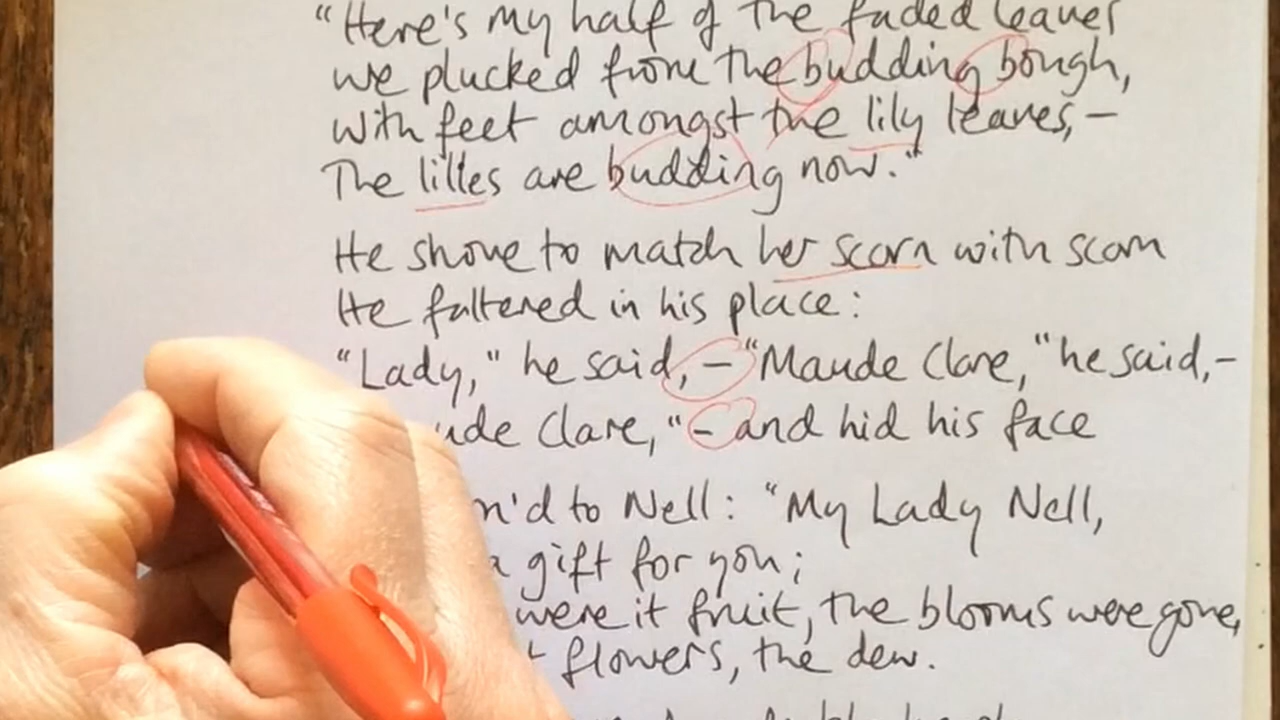 "Here's my half of the faded leaves
we plucked from the budding bough,
with feet amongst the lily leaves, –
The lilies are budding now."
He strove to match her scorn with scorn
He faltered in his place:
"Lady," he said, – "Maude Clare," he said, –
ude Clare," – and hid his face
n'd to Nell: "My Lady Nell,
a gift for you;
were it fruit, the blooms were gone,
t flowers, the dew.